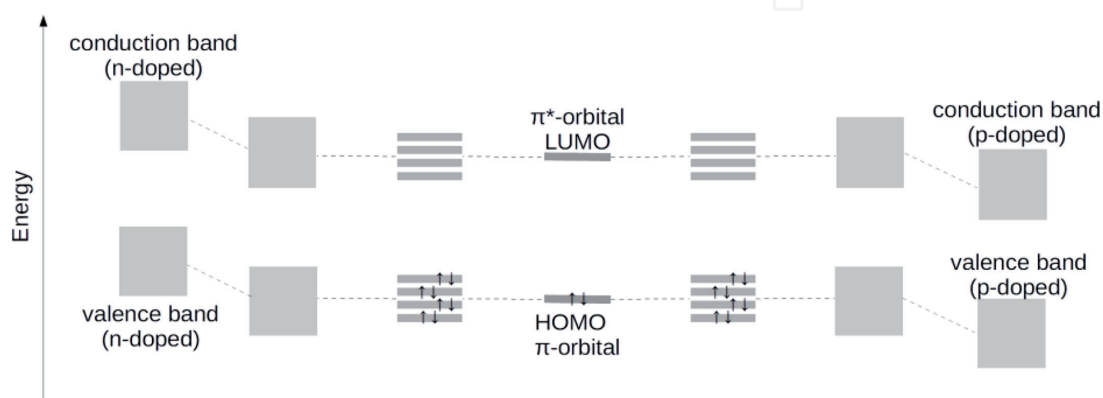 conduction band
(n-doped)
π*-orbital
LUMO
conduction band
(p-doped)
Energy
valence band
(n-doped)
↑↓
↑↓
↑↓
↑↓
↑↓
HOMO
π-orbital
↑↓
↑↓
↑↓
↑↓
valence band
(p-doped)